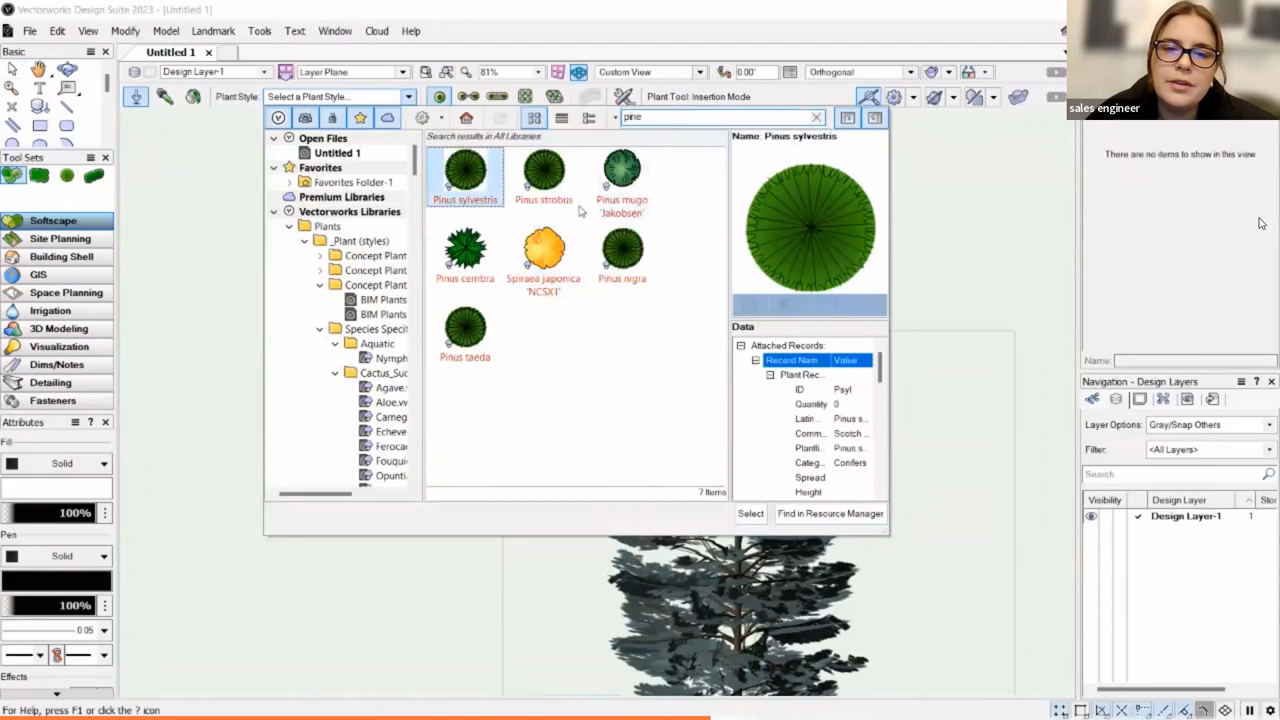 Vectorworks Design Suite 2023 - [Untitled 1]
File Edit View Modify Model Landmark Tools Text Window Cloud Help
sales engineer
Basic
Untitled 1
Design Layer-1
Layer Plane
81%
Custom View
0.00"
Orthogonal
Plant Style: Select a Plant Style...
Plant Tool: Insertion Mode
pine
Tool Sets
Softscape
Site Planning
Building Shell
GIS
Space Planning
Irrigation
3D Modeling
Visualization
Dims/Notes
Detailing
Fasteners
Attributes
Fill
Solid
100%
Pen
Solid
100%
0.05
Effects
Open Files
Untitled 1
Favorites
Favorites Folder-1
Premium Libraries
Vectorworks Libraries
Plants
_Plant (styles)
Concept Plant
Concept Plant
Concept Plant
BIM Plants
BIM Plants
Species Specif
Aquatic
Nymph
Cactus_Suc
Agave.
Aloe.vw
Carneg
Echeve
Feroca
Fouqui
Opunti
Search results in All Libraries
Pinus sylvestris
Pinus strobus
Pinus mugo
'Jakobsen'
Pinus cembra
Spiraea japonica
'NCSX1'
Pinus nigra
Pinus taeda
7 Items
Name: Pinus sylvestris
Data
Attached Records:
Record Nam Value
Plant Rec...
ID Psyl
Quantity 0
Latin ... Pinus s...
Comm... Scotch ...
Plantli... Pinus s...
Categ... Conifers
Spread
Height
Select
Find in Resource Manager
There are no items to show in this view
Name:
Navigation - Design Layers
Layer Options: Gray/Snap Others
Filter: <All Layers>
Search
Visibility Design Layer Stor
Design Layer-1 1
For Help, press F1 or click the ? icon